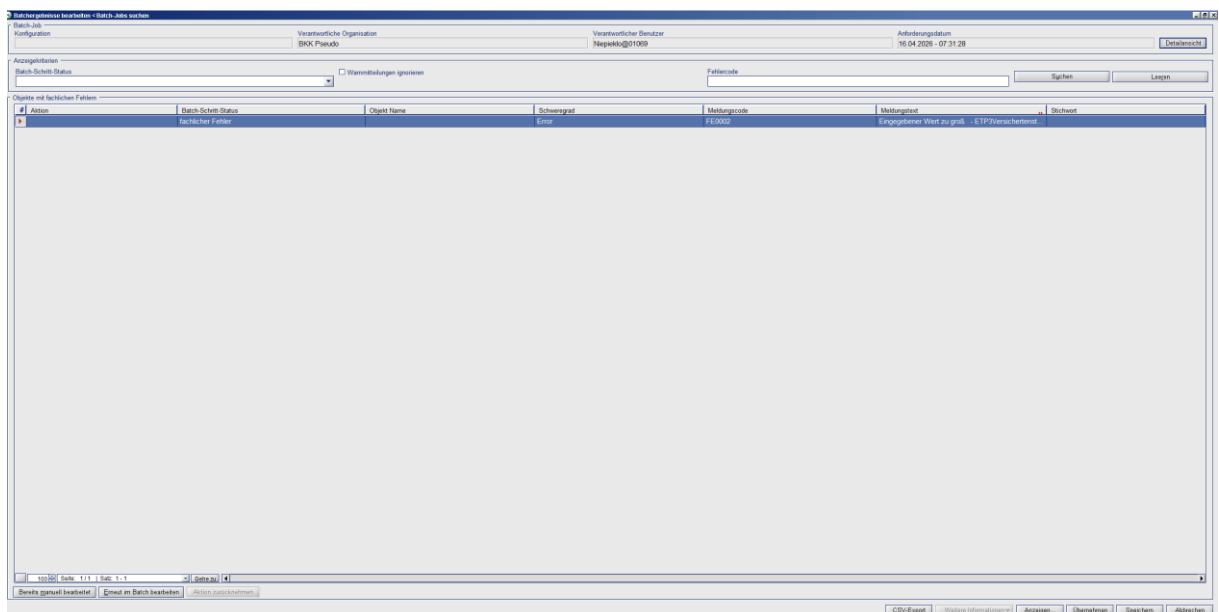 Batchergebnisse bearbeiten < Batch-Jobs suchen
Batch-Job
Konfiguration Verantwortliche Organisation Verantwortlicher Benutzer Anforderungsdatum
BKK Pseudo Niepieklo@01069 16.04.2026 - 07:31:28 Detailansicht
Anzeigekriterien
Batch-Schritt-Status Warnmitteilungen ignorieren Fehlercode
Suchen Leeren
Objekte mit fachlichen Fehlern
# Aktion Batch-Schritt-Status Objekt Name Schweregrad Meldungscode Meldungstext Stichwort
fachlicher Fehler Error FE0002 Eingegebener Wert zu groß - ETP3Versichertenst...
100 Seite: 1 / 1 | Satz: 1 - 1 Gehe zu
Bereits manuell bearbeitet Erneut im Batch bearbeiten Aktion zurücknehmen
CSV-Export Weitere Informationen Anzeigen... Übernehmen Speichern Abbrechen